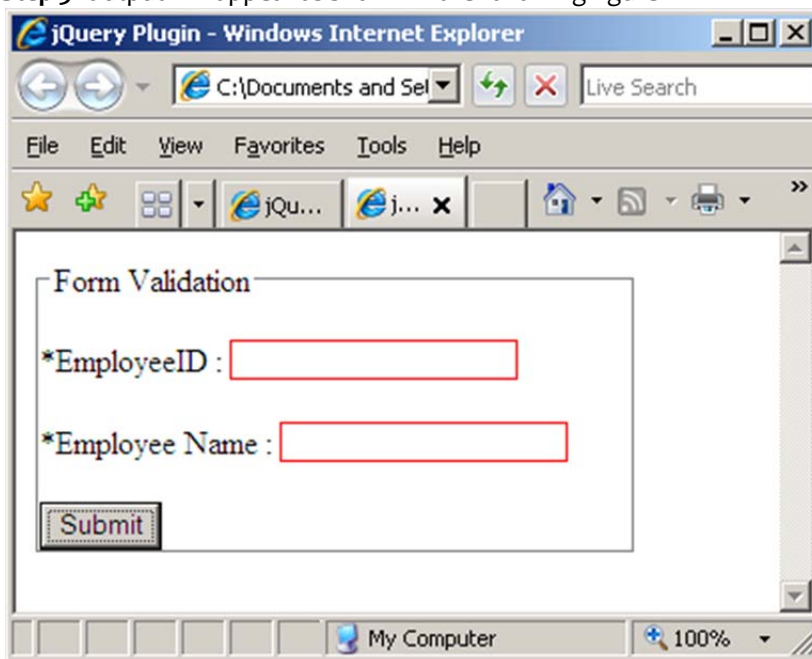 jQuery Plugin - Windows Internet Explorer
C:\Documents and Set
Live Search
File Edit View Favorites Tools Help
jQu... j...
Form Validation
*EmployeeID :
*Employee Name :
Submit
My Computer 100%